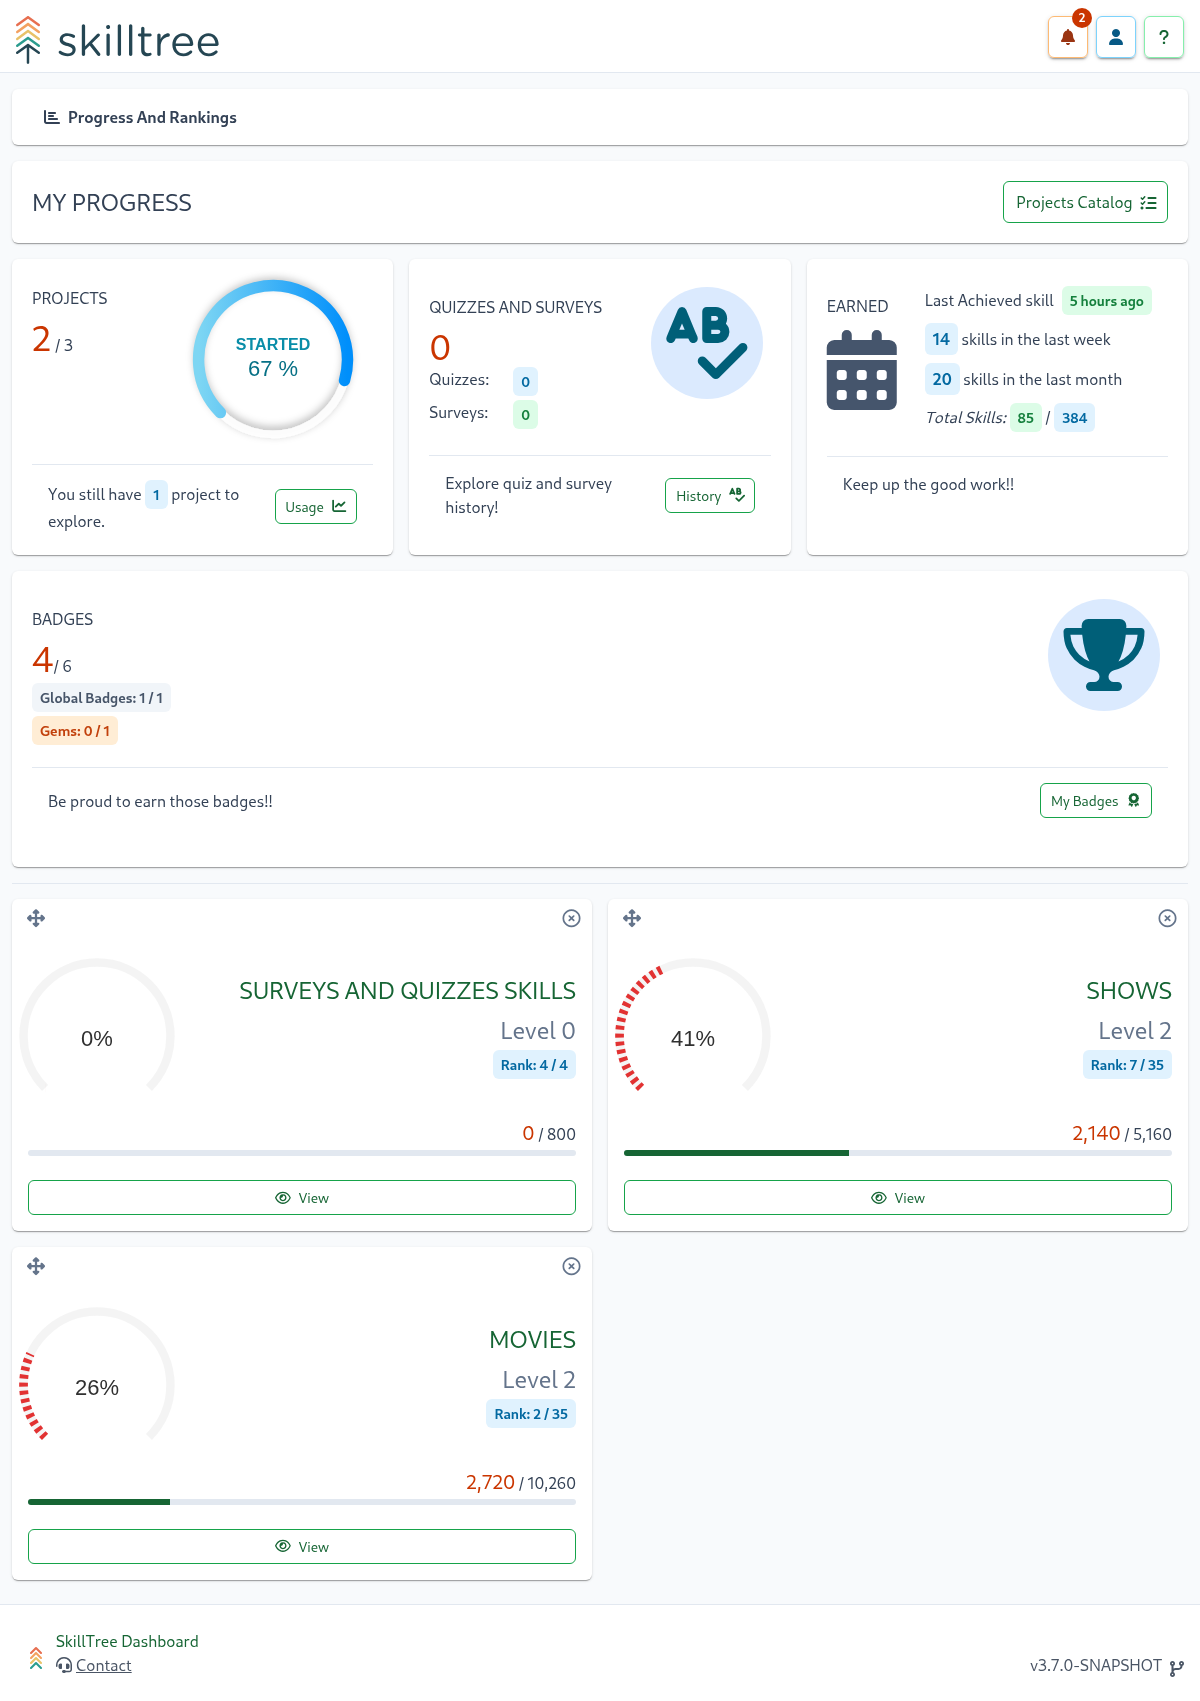 skilltree
2
?
Progress And Rankings
MY PROGRESS
Projects Catalog
PROJECTS
2 / 3
STARTED
67 %
You still have 1 project to
explore.
Usage
QUIZZES AND SURVEYS
0
Quizzes: 0
Surveys: 0
AB
Explore quiz and survey
history!
History AB
EARNED
Last Achieved skill 5 hours ago
14 skills in the last week
20 skills in the last month
Total Skills: 85 / 384
Keep up the good work!!
BADGES
4 / 6
Global Badges: 1 / 1
Gems: 0 / 1
Be proud to earn those badges!!
My Badges
0%
SURVEYS AND QUIZZES SKILLS
Level 0
Rank: 4 / 4
0 / 800
View
41%
SHOWS
Level 2
Rank: 7 / 35
2,140 / 5,160
View
26%
MOVIES
Level 2
Rank: 2 / 35
2,720 / 10,260
View
SkillTree Dashboard
Contact
v3.7.0-SNAPSHOT